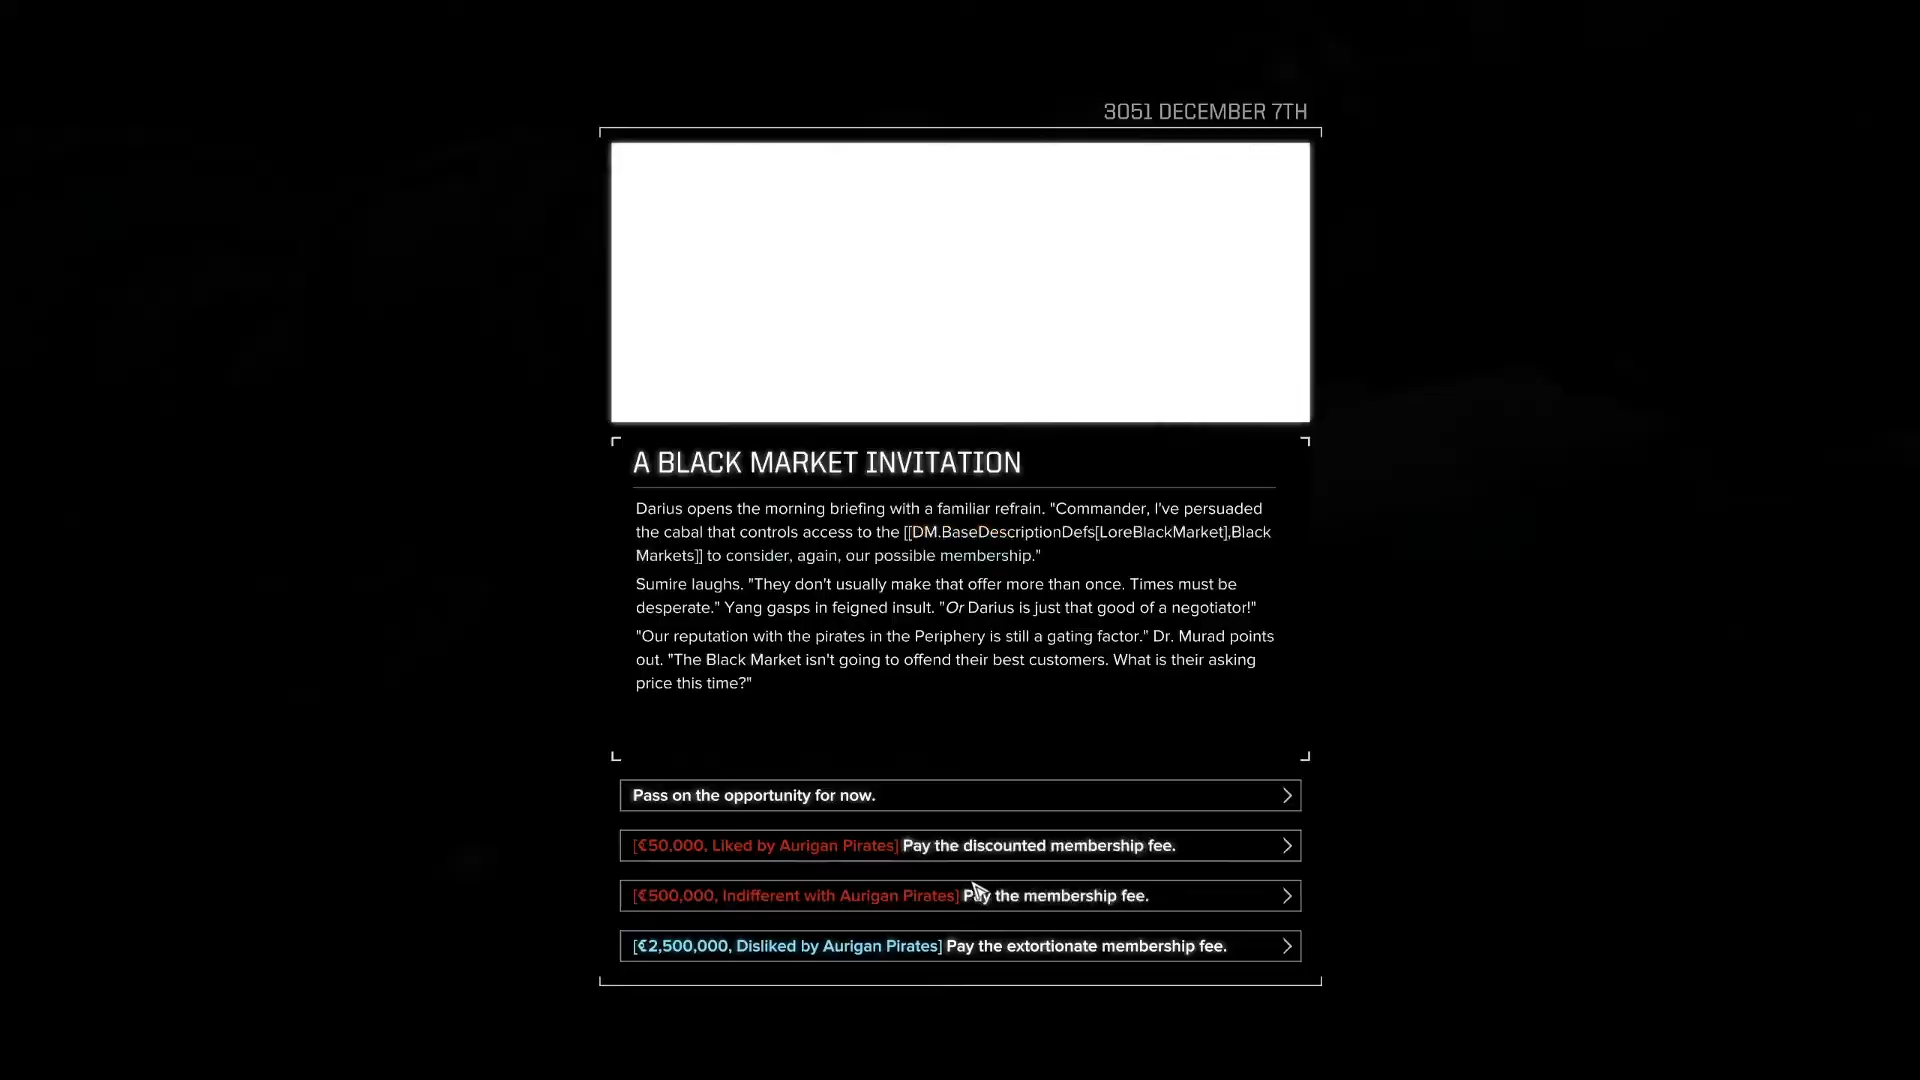 3051 DECEMBER 7TH
A BLACK MARKET INVITATION
Darius opens the morning briefing with a familiar refrain. "Commander, I've persuaded
the cabal that controls access to the [[DM.BaseDescriptionDefs[LoreBlackMarket],Black
Markets]] to consider, again, our possible membership."
Sumire laughs. "They don't usually make that offer more than once. Times must be
desperate." Yang gasps in feigned insult. "Or Darius is just that good of a negotiator!"
"Our reputation with the pirates in the Periphery is still a gating factor." Dr. Murad points
out. "The Black Market isn't going to offend their best customers. What is their asking
price this time?"
Pass on the opportunity for now.
[₵50,000, Liked by Aurigan Pirates] Pay the discounted membership fee.
[₵500,000, Indifferent with Aurigan Pirates] Pay the membership fee.
[₵2,500,000, Disliked by Aurigan Pirates] Pay the extortionate membership fee.